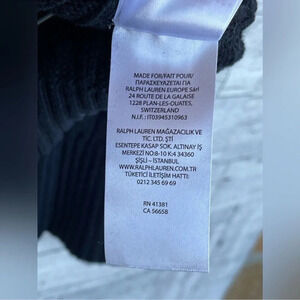 MADE FOR/FAIT POUR/
ΠΑΡΑΣΚΕΥΑΖΕΤΑΙ ΓΙΑ
RALPH LAUREN EUROPE Sàrl
24 ROUTE DE LA GALAISE
1228 PLAN-LES-OUATES,
SWITZERLAND
N.I.F.: IT03945310963
RALPH LAUREN MAĞAZACILIK VE
TİC. LTD. ŞTİ.
ESENTEPE KASAP SOK. ALTINAY İŞ
MERKEZİ NO:8-10 K:4 34360
ŞİŞLİ – İSTANBUL
WWW.RALPHLAUREN.COM.TR
TÜKETİCİ İLETİŞİM HATTI:
0212 345 69 69
RN 41381
CA 56658